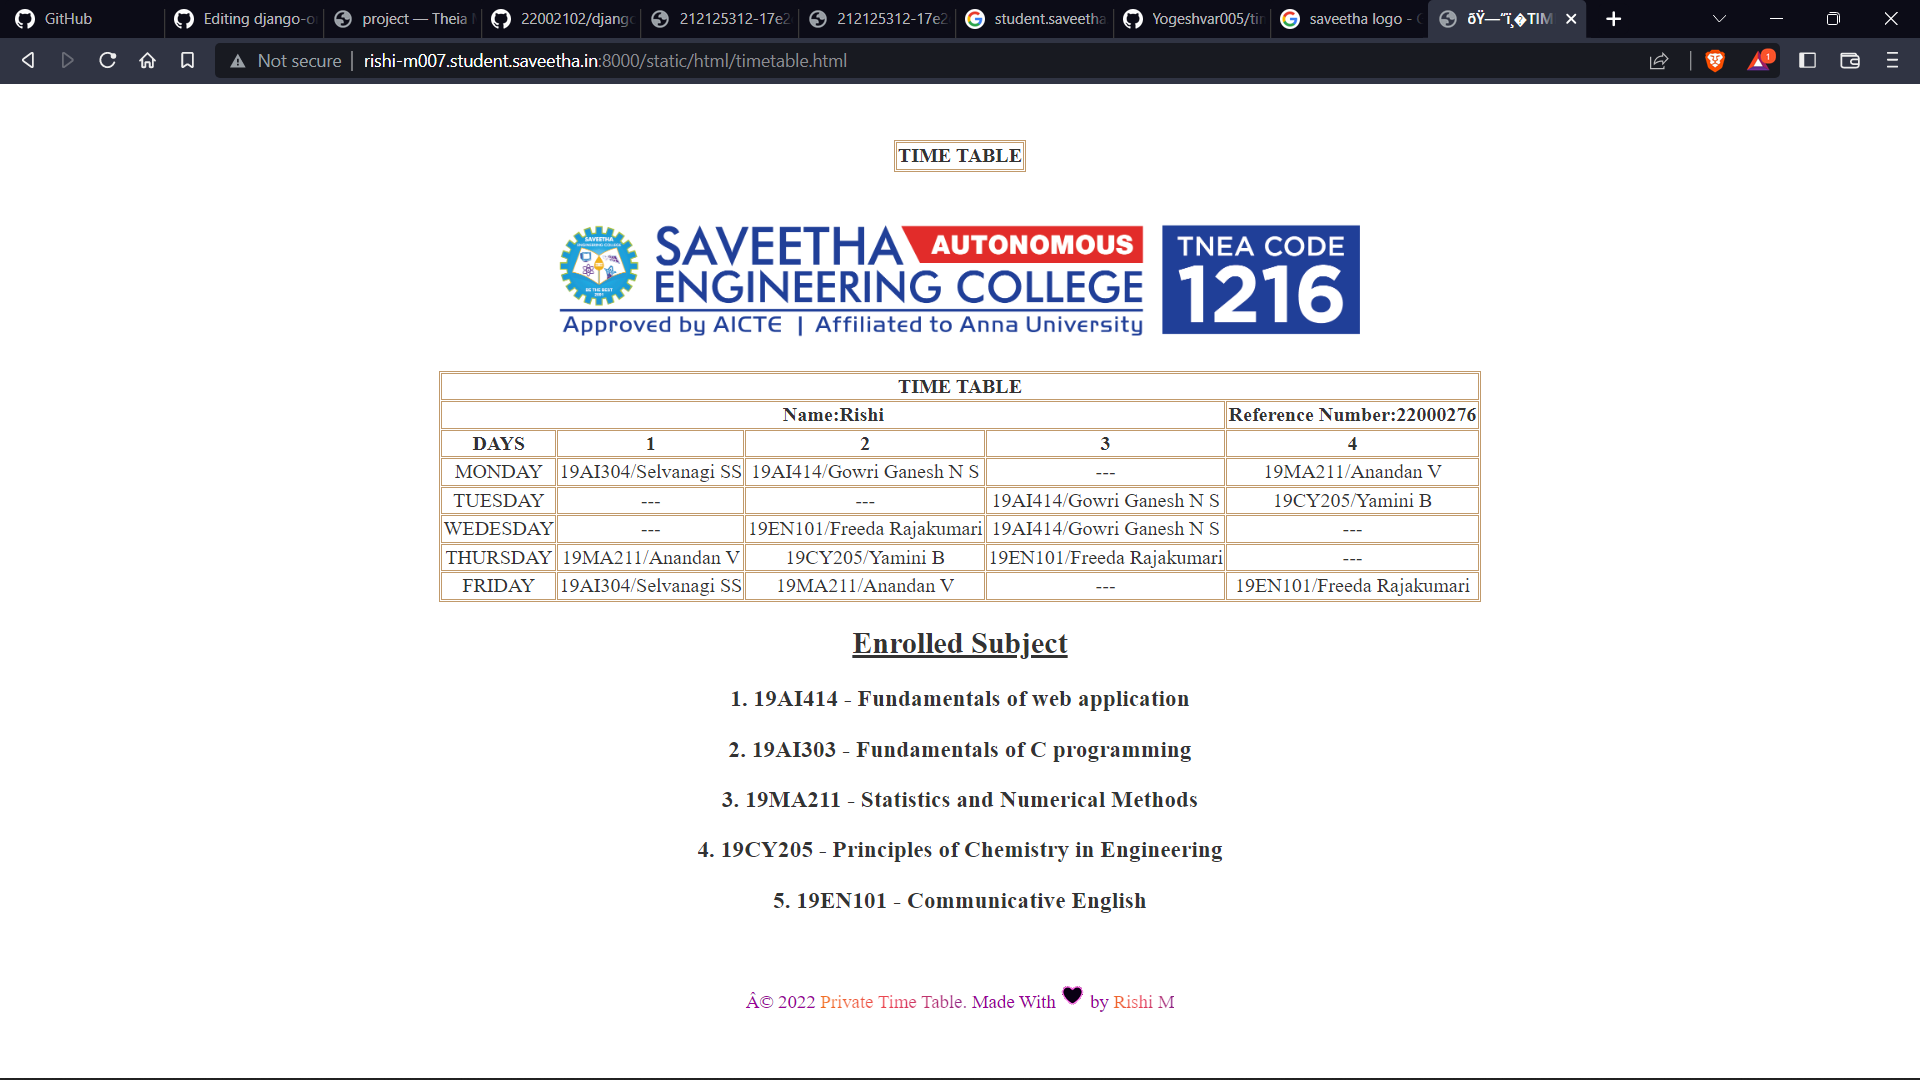 GitHub
Editing django-o
project — Theia
22002102/django
212125312-17e2
212125312-17e2
student.saveetha
Yogeshvar005/tim
saveetha logo -
ðŸ—“ï¸�TIM
Not secure
rishi-m007.student.saveetha.in:8000/static/html/timetable.html
1
TIME TABLE
SAVEETHA AUTONOMOUS
ENGINEERING COLLEGE
Approved by AICTE | Affiliated to Anna University
TNEA CODE
1216
TIME TABLE
Name:Rishi Reference Number:22000276
DAYS 1 2 3 4
MONDAY 19AI304/Selvanagi SS 19AI414/Gowri Ganesh N S --- 19MA211/Anandan V
TUESDAY --- --- 19AI414/Gowri Ganesh N S 19CY205/Yamini B
WEDESDAY --- 19EN101/Freeda Rajakumari 19AI414/Gowri Ganesh N S ---
THURSDAY 19MA211/Anandan V 19CY205/Yamini B 19EN101/Freeda Rajakumari ---
FRIDAY 19AI304/Selvanagi SS 19MA211/Anandan V --- 19EN101/Freeda Rajakumari
Enrolled Subject
1. 19AI414 - Fundamentals of web application
2. 19AI303 - Fundamentals of C programming
3. 19MA211 - Statistics and Numerical Methods
4. 19CY205 - Principles of Chemistry in Engineering
5. 19EN101 - Communicative English
Â© 2022 Private Time Table. Made With 🖤 by Rishi M